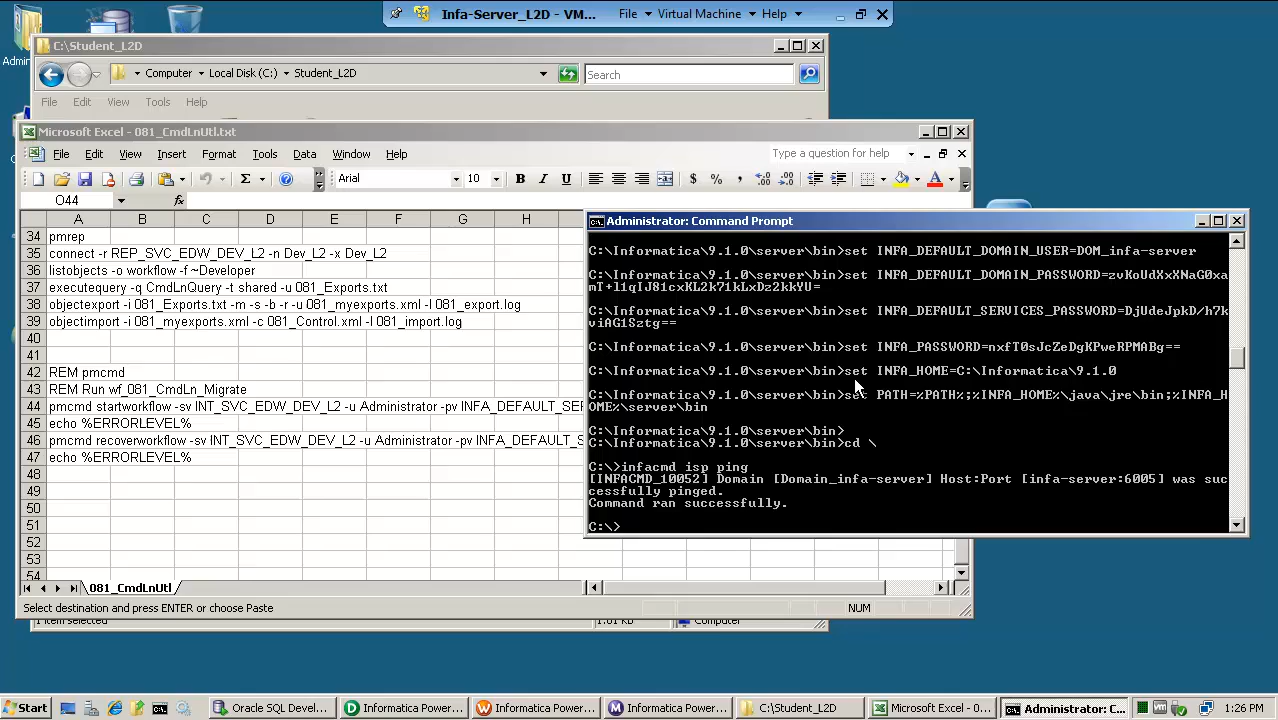 Infa-Server_L2D - VM... File Virtual Machine Help
Admin
C:\Student_L2D
Computer Local Disk (C:) Student_L2D Search
File Edit View Tools Help
Microsoft Excel - 081_CmdLnUtl.txt
File Edit View Insert Format Tools Data Window Help Type a question for help
Arial 10 B I U $ %
O44 fx
A B C D E F G H
34 pmrep
35 connect -r REP_SVC_EDW_DEV_L2 -n Dev_L2 -x Dev_L2
36 listobjects -o workflow -f ~Developer
37 executequery -q CmdLnQuery -t shared -u 081_Exports.txt
38 objectexport -i 081_Exports.txt -m -s -b -r -u 081_myexports.xml -l 081_export.log
39 objectimport -i 081_myexports.xml -c 081_Control.xml -l 081_import.log
40
41
42 REM pmcmd
43 REM Run wf_081_CmdLn_Migrate
44 pmcmd startworkflow -sv INT_SVC_EDW_DEV_L2 -u Administrator -pv INFA_DEFAULT_SER
45 echo %ERRORLEVEL%
46 pmcmd recoverworkflow -sv INT_SVC_EDW_DEV_L2 -u Administrator -pv INFA_DEFAULT_S
47 echo %ERRORLEVEL%
48
49
50
51
52
53
54
081_CmdLnUtl
Select destination and press ENTER or choose Paste NUM
1 item selected 1.01 KB Computer
Administrator: Command Prompt
C:\Informatica\9.1.0\server\bin>set INFA_DEFAULT_DOMAIN_USER=DOM_infa-server
C:\Informatica\9.1.0\server\bin>set INFA_DEFAULT_DOMAIN_PASSWORD=zvKoUdXxXNaG0xa
mT+l1qIJ81cxKL2k71kLxDz2kkYU=
C:\Informatica\9.1.0\server\bin>set INFA_DEFAULT_SERVICES_PASSWORD=DjUdeJpkD/h7k
viAG1Sztg==
C:\Informatica\9.1.0\server\bin>set INFA_PASSWORD=nxfT0sJcZeDgKPweRPMABg==
C:\Informatica\9.1.0\server\bin>set INFA_HOME=C:\Informatica\9.1.0
C:\Informatica\9.1.0\server\bin>set PATH=%PATH%;%INFA_HOME%\java\jre\bin;%INFA_H
OME%\server\bin
C:\Informatica\9.1.0\server\bin>
C:\Informatica\9.1.0\server\bin>cd \
C:\>infacmd isp ping
[INFACMD_10052] Domain [Domain_infa-server] Host:Port [infa-server:6005] was suc
cessfully pinged.
Command ran successfully.
C:\>
Start Oracle SQL Devel... Informatica Power... Informatica Power... Informatica Power... C:\Student_L2D Microsoft Excel - 0... Administrator: C... 1:26 PM